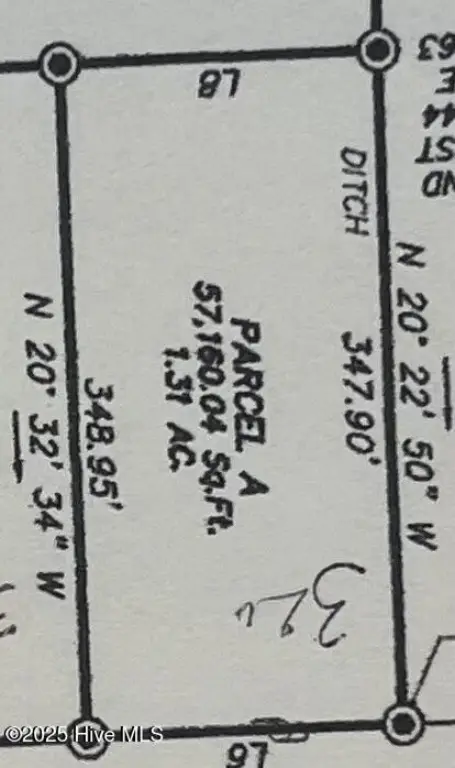 L8
DITCH
N 20° 22' 50" W
347.90'
PARCEL A
57,160.04 Sq.Ft.
1.31 AC.
348.95'
N 20° 32' 34" W
L6
63
E
44
ST
ND
©2025 Hive MLS